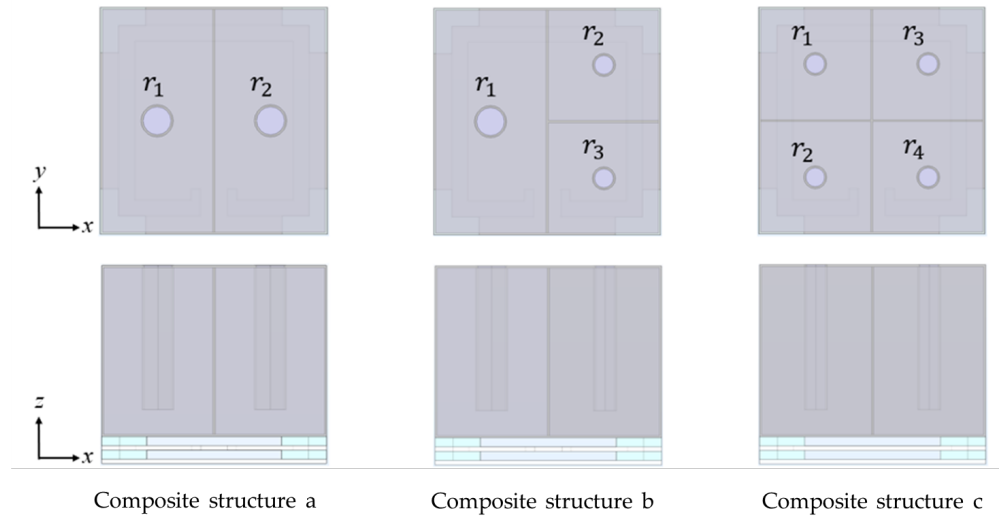 r₁ r₂
r₁ r₂ r₃
r₁ r₃ r₂ r₄
y
x
z
x
Composite structure a
Composite structure b
Composite structure c